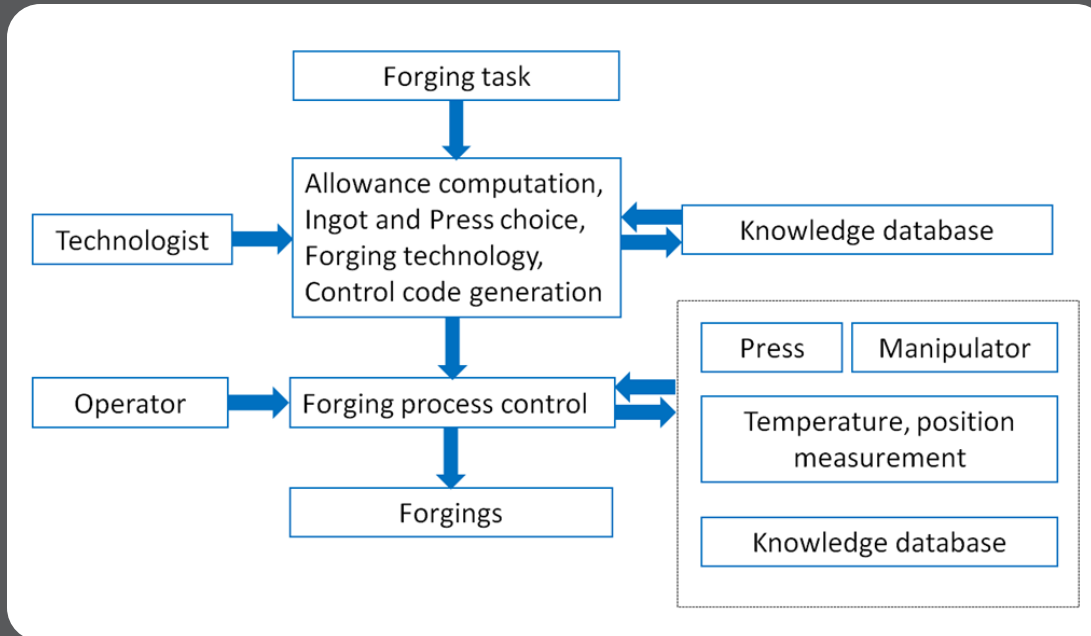 Forging task
Allowance computation,
Ingot and Press choice,
Forging technology,
Control code generation
Technologist
Knowledge database
Press
Manipulator
Operator
Forging process control
Temperature, position
measurement
Forgings
Knowledge database